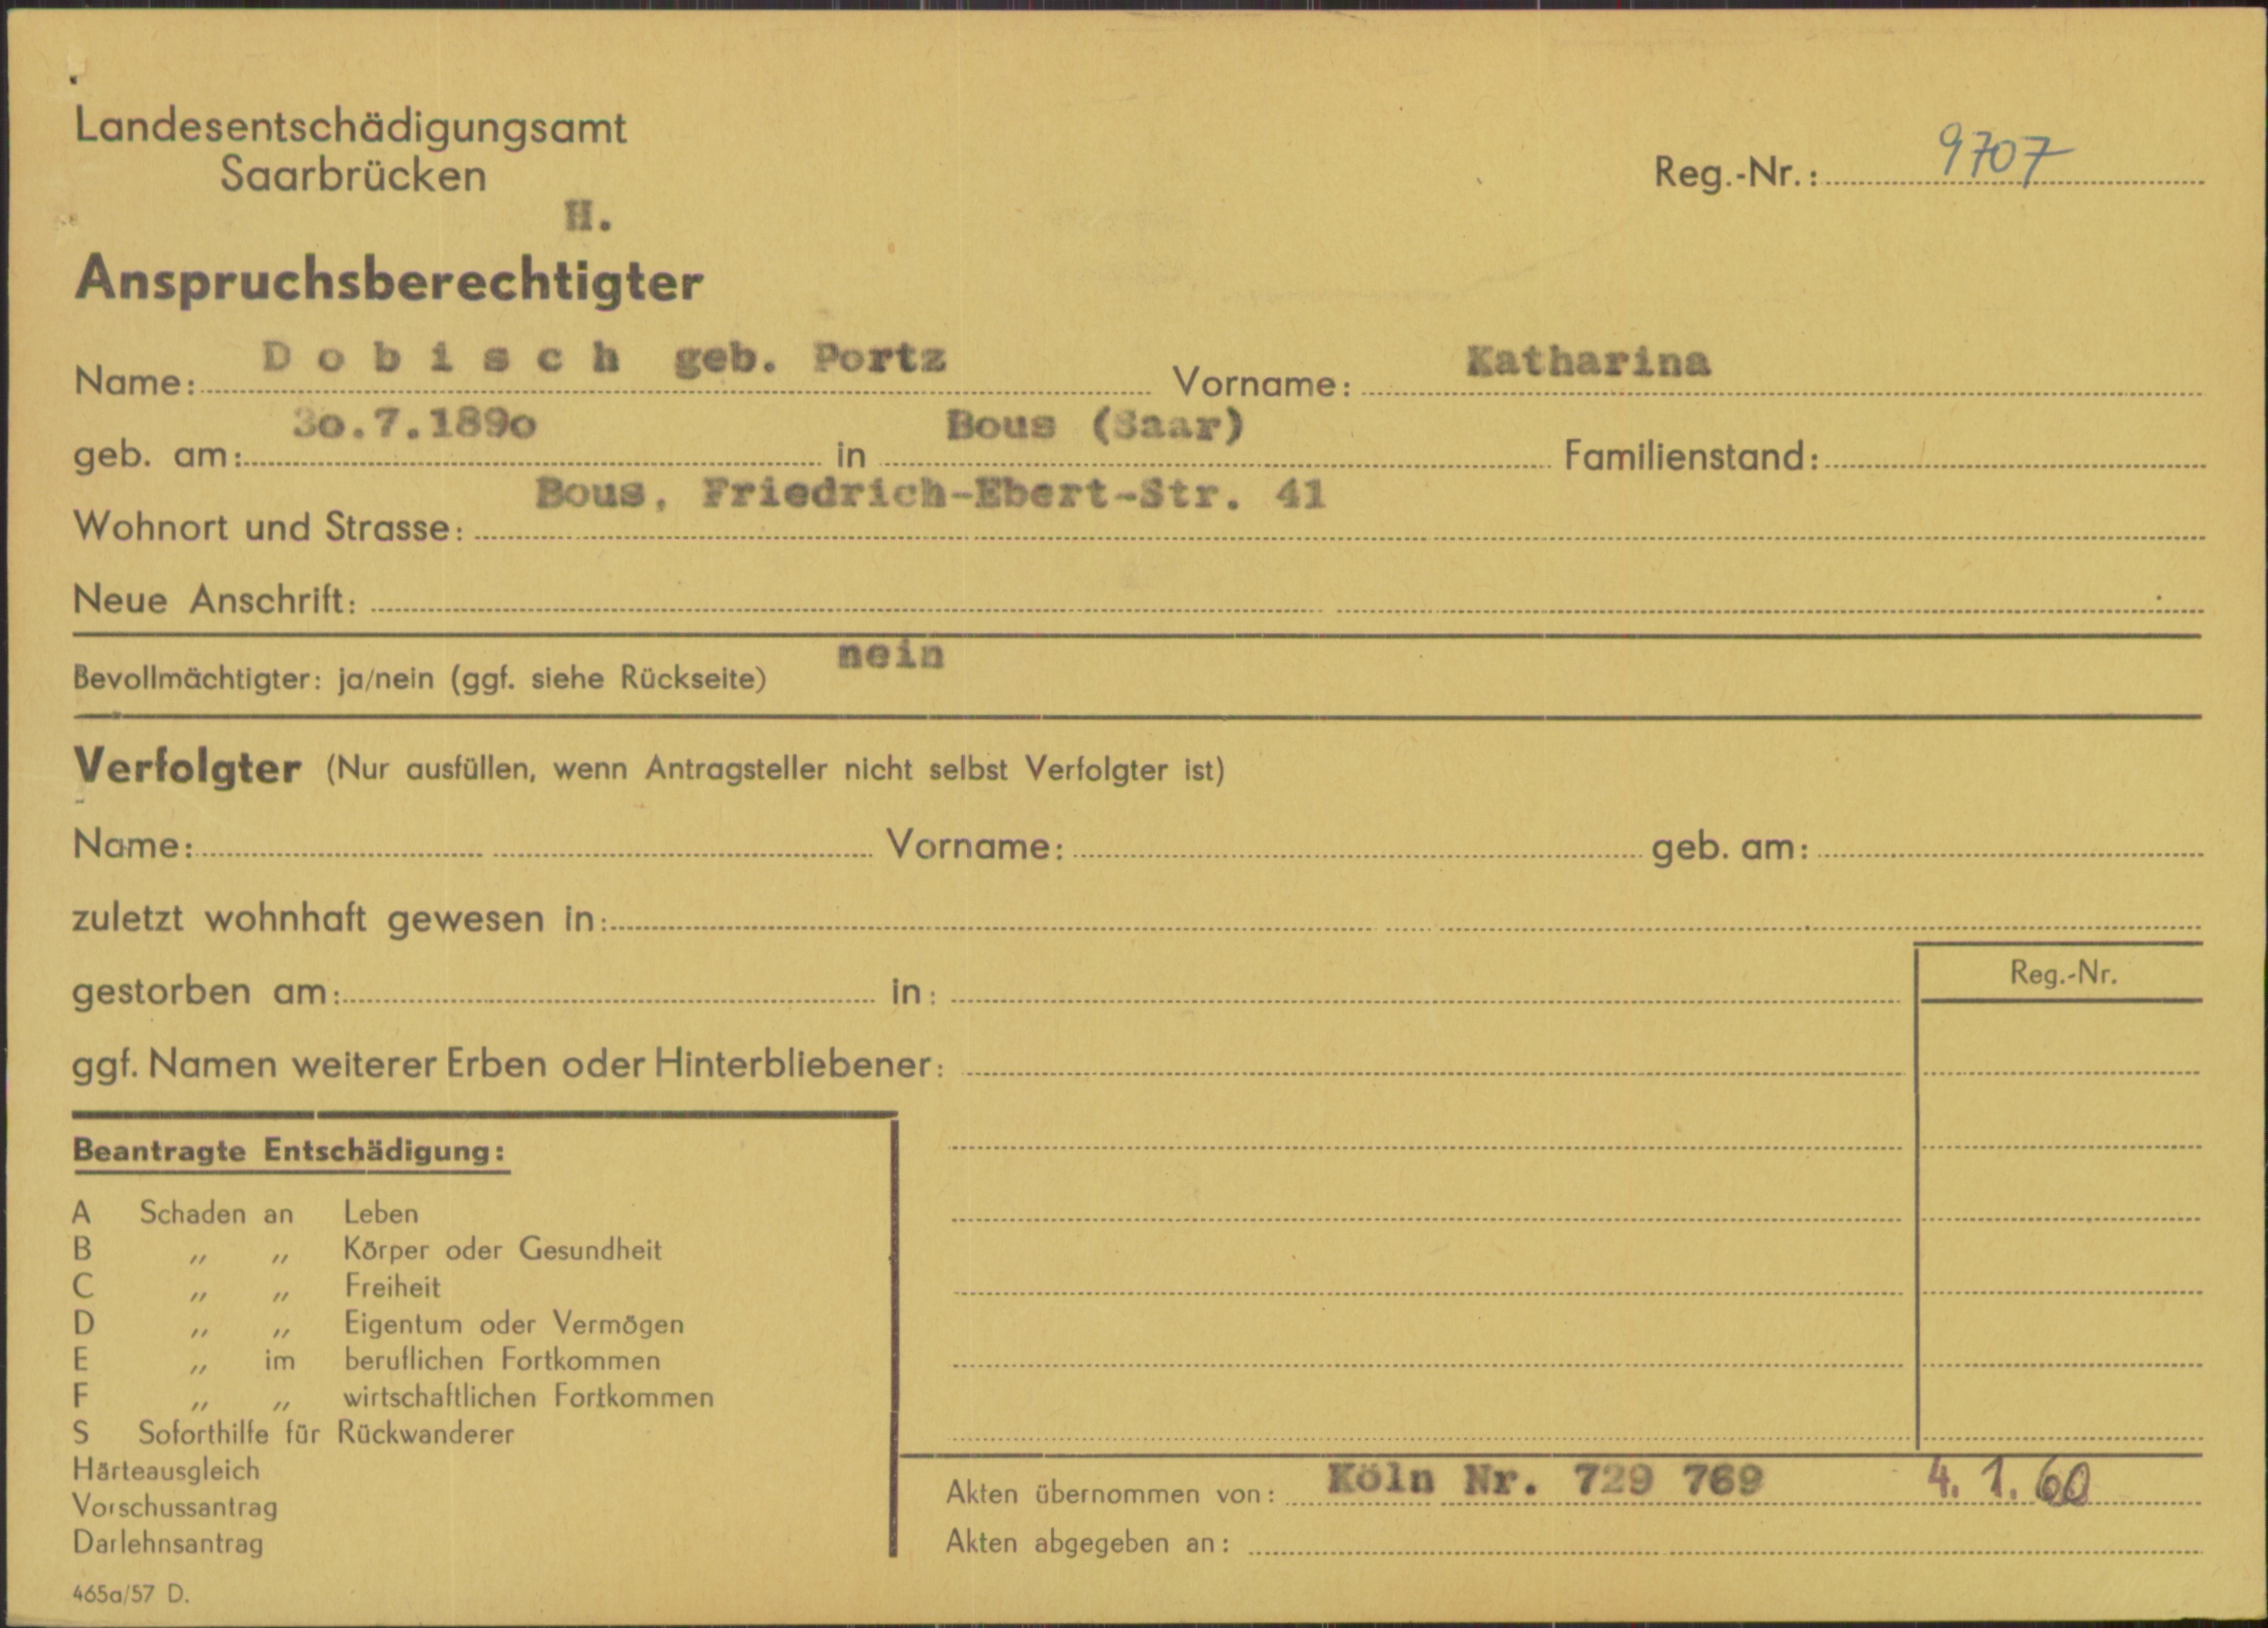 Landesentschädigungsamt
Saarbrücken
Reg.-Nr.: 9707
H.
Anspruchsberechtigter
Name: D o b i s c h geb. Portz Vorname: Katharina
geb. am: 3o.7.189o in Bous (Saar) Familienstand:
Wohnort und Strasse: Bous, Friedrich-Ebert-Str. 41
Neue Anschrift:
Bevollmächtigter: ja/nein (ggf. siehe Rückseite) nein
Verfolgter (Nur ausfüllen, wenn Antragsteller nicht selbst Verfolgter ist)
Name: Vorname: geb. am:
zuletzt wohnhaft gewesen in:
gestorben am: in:
Reg.-Nr.
ggf. Namen weiterer Erben oder Hinterbliebener:
Beantragte Entschädigung:
A Schaden an Leben
B „ „ Körper oder Gesundheit
C „ „ Freiheit
D „ „ Eigentum oder Vermögen
E „ im beruflichen Fortkommen
F „ „ wirtschaftlichen Fortkommen
S Soforthilfe für Rückwanderer
Härteausgleich
Vorschussantrag
Darlehnsantrag
Akten übernommen von: Köln Nr. 729 769 4. 1. 60
Akten abgegeben an:
465a/57 D.